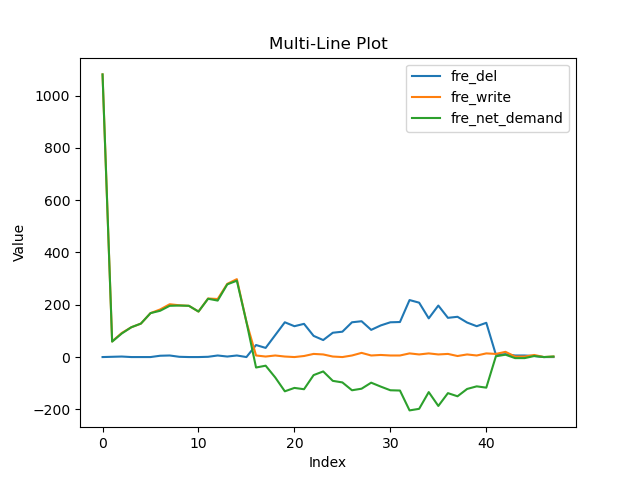 Multi-Line Plot
fre_del
fre_write
fre_net_demand
Value
1000
800
600
400
200
0
−200
0
10
20
30
40
Index